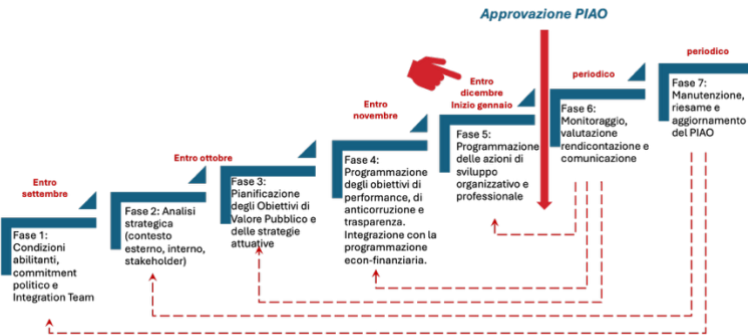 Approvazione PIAO
Entro
settembre
Fase 1:
Condizioni
abilitanti,
commitment
politico e
Integration Team
Entro ottobre
Fase 2: Analisi
strategica
(contesto
esterno, interno,
stakeholder)
Fase 3:
Pianificazione
degli Obiettivi di
Valore Pubblico e
delle strategie
attuative
Entro
novembre
Fase 4:
Programmazione
degli obiettivi di
performance, di
anticorruzione e
trasparenza.
Integrazione con la
programmazione
econ-finanziaria.
Entro
dicembre
Inizio gennaio
Fase 5:
Programmazione
delle azioni di
sviluppo
organizzativo e
professionale
periodico
Fase 6:
Monitoraggio,
valutazione
rendicontazione e
comunicazione
periodico
Fase 7:
Manutenzione,
riesame e
aggiornamento
del PIAO